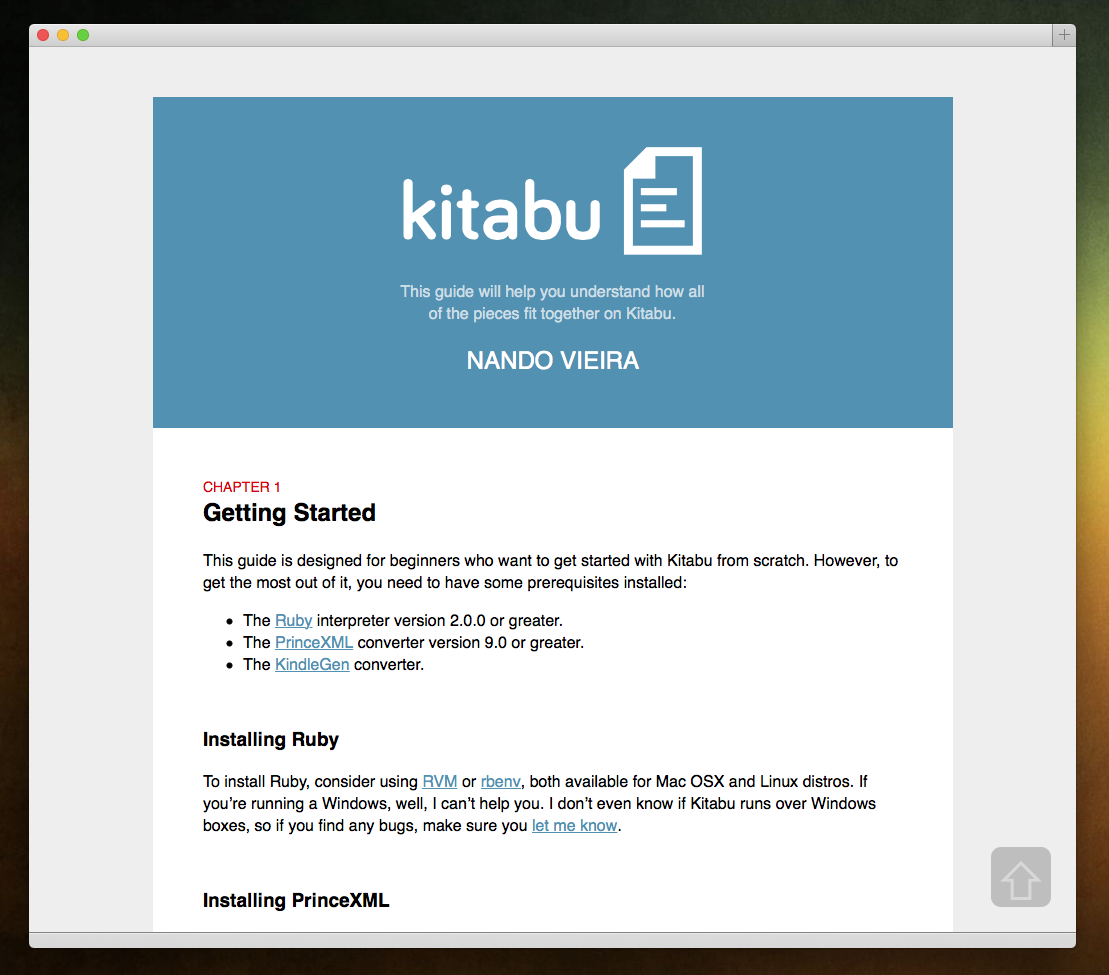 kitabu
This guide will help you understand how all
of the pieces fit together on Kitabu.
NANDO VIEIRA
CHAPTER 1
Getting Started
This guide is designed for beginners who want to get started with Kitabu from scratch. However, to
get the most out of it, you need to have some prerequisites installed:
• The Ruby interpreter version 2.0.0 or greater.
• The PrinceXML converter version 9.0 or greater.
• The KindleGen converter.
Installing Ruby
To install Ruby, consider using RVM or rbenv, both available for Mac OSX and Linux distros. If
you’re running a Windows, well, I can’t help you. I don’t even know if Kitabu runs over Windows
boxes, so if you find any bugs, make sure you let me know.
Installing PrinceXML